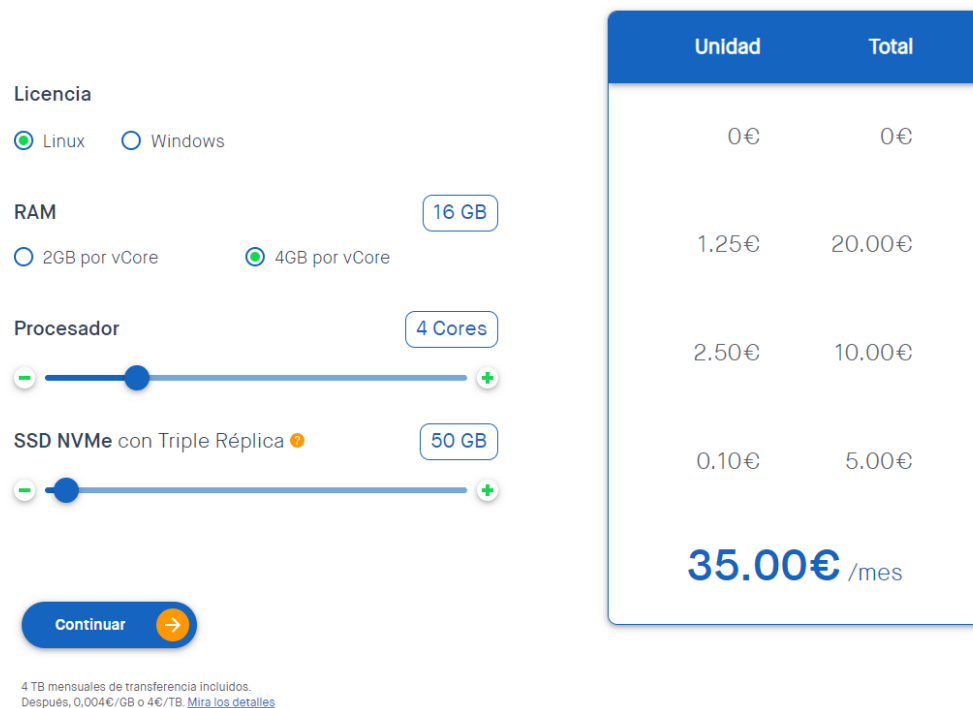 Unidad Total
Licencia
Linux Windows
0€ 0€
RAM 16 GB
2GB por vCore 4GB por vCore
1.25€ 20.00€
Procesador 4 Cores
2.50€ 10.00€
SSD NVMe con Triple Réplica ? 50 GB
0.10€ 5.00€
35.00€ /mes
Continuar
4 TB mensuales de transferencia incluidos.
Después, 0,004€/GB o 4€/TB. Mira los detalles